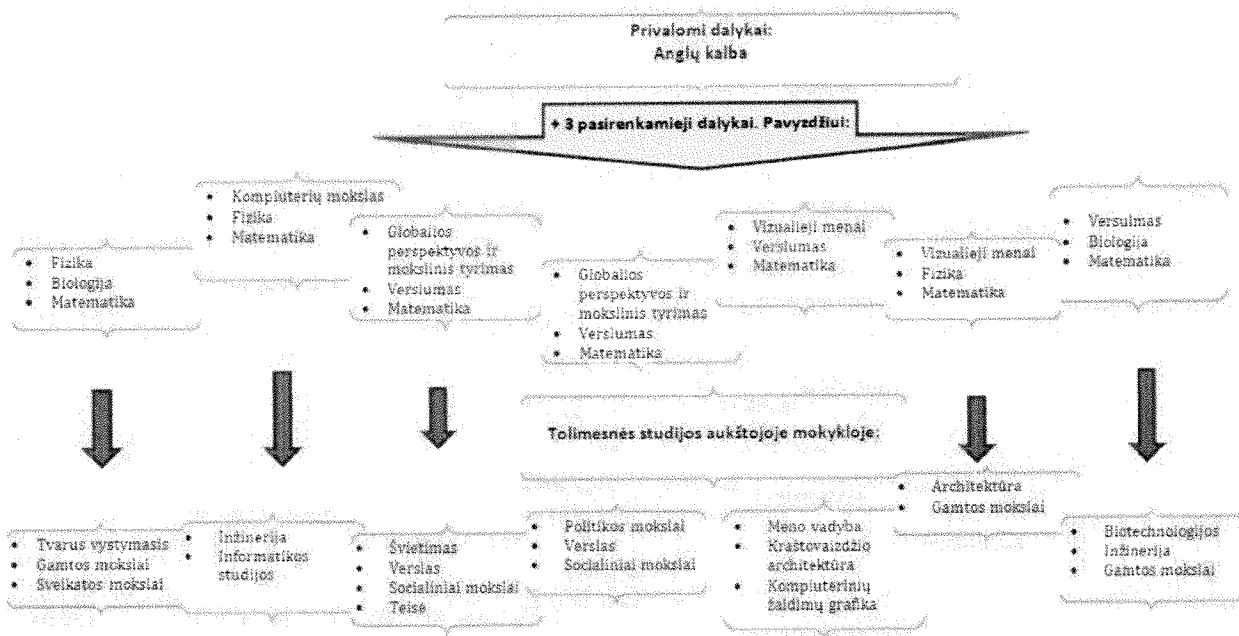 Privalomi dalykai:
Anglų kalba
+ 3 pasirenkamieji dalykai. Pavyzdžiui:
• Fizika
• Biologija
• Matematika
• Kompiuterių mokslas
• Fizika
• Matematika
• Globalios
perspektyvos ir
mokslinis tyrimas
• Verslumas
• Matematika
• Globalios
perspektyvos ir
mokslinis tyrimas
• Verslumas
• Matematika
• Vizualieji menai
• Verslumas
• Matematika
• Vizualieji menai
• Fizika
• Matematika
• Versulmas
• Biologija
• Matematika
Tolimesnės studijos aukštojoje mokykloje:
• Tvarus vystymasis
• Gamtos mokslai
• Sveikatos mokslai
• Inžinerija
• Informatikos
studijos
• Švietimas
• Verslas
• Socialiniai mokslai
• Teisė
• Politikos mokslai
• Verslas
• Socialiniai mokslai
• Meno vadyba
• Kraštovaizdžio
architektūra
• Kompiuterinių
žaidimų grafika
• Architektūra
• Gamtos mokslai
• Biotechnologijos
• Inžinerija
• Gamtos mokslai